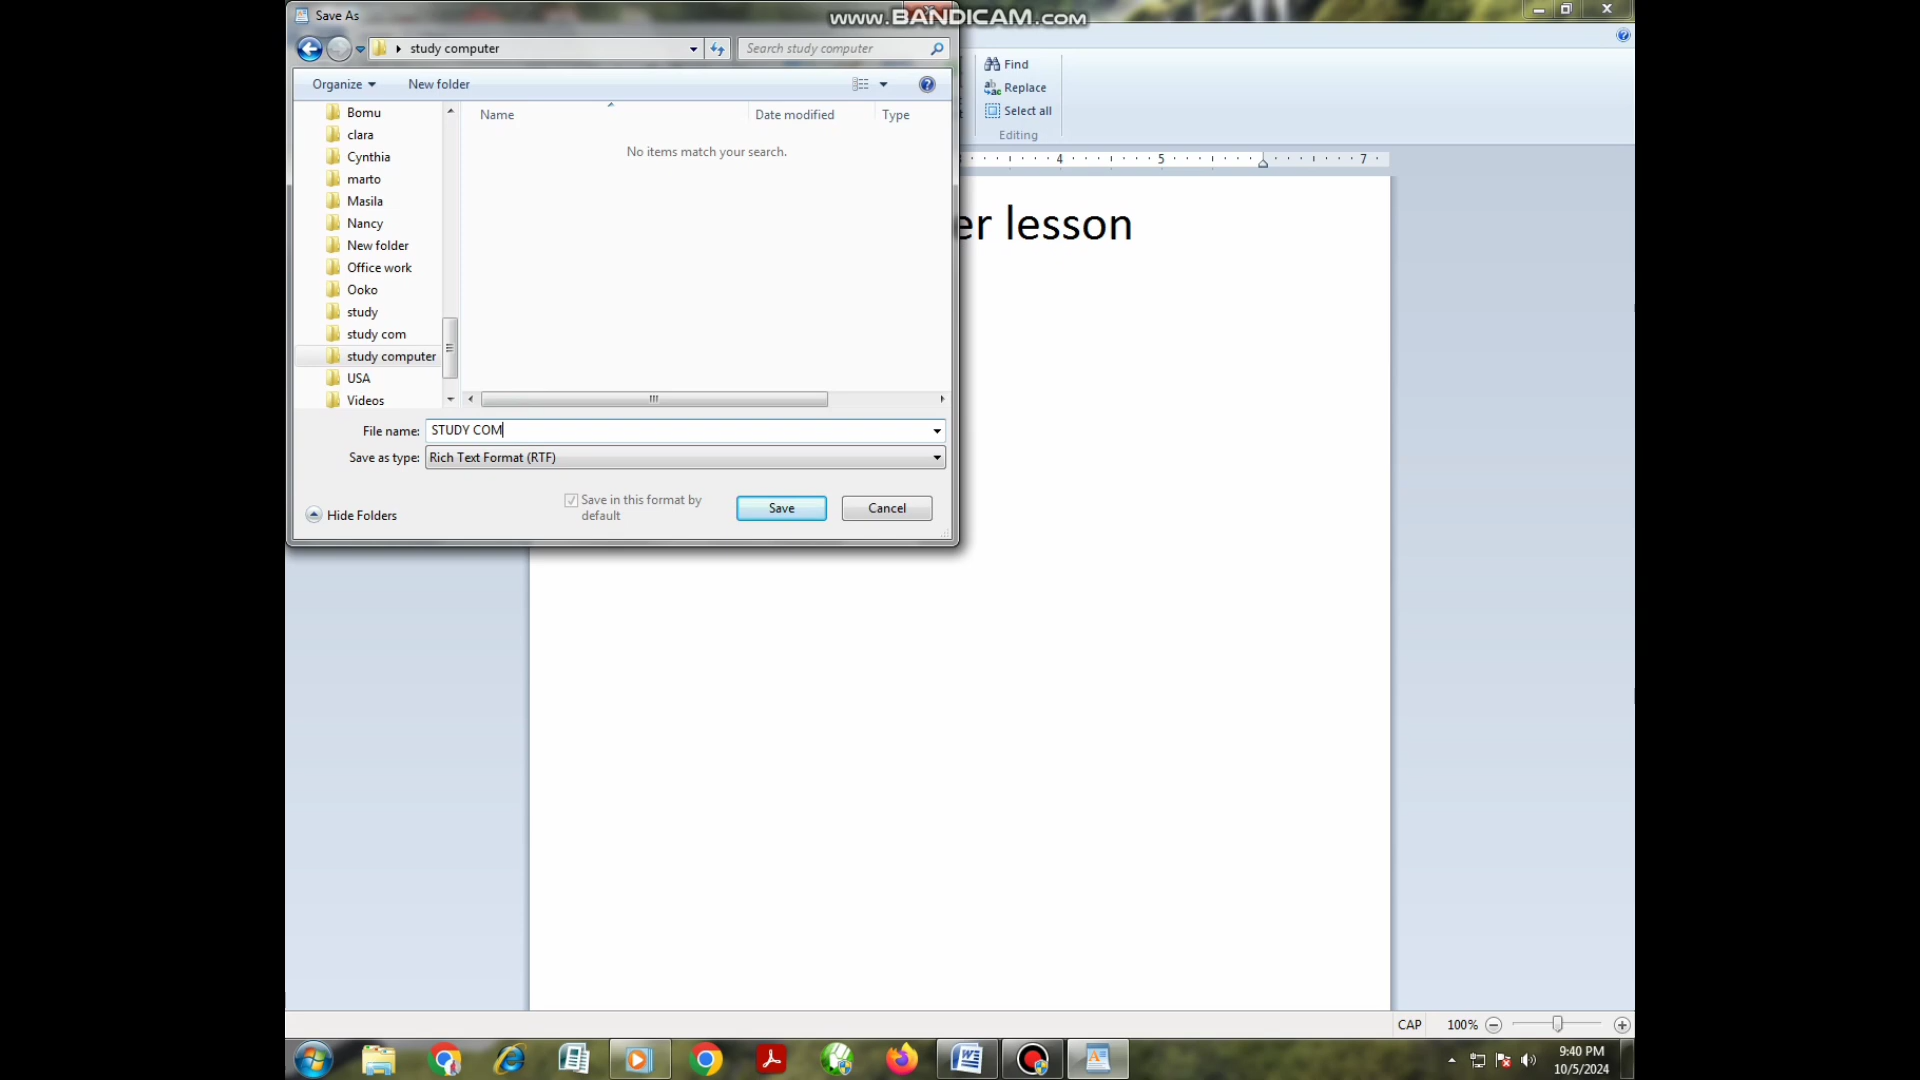 Save As
www.BANDICAM.com
study computer
Search study computer
Organize
New folder
Find
Replace
Select all
Editing
Bomu
clara
Cynthia
marto
Masila
Nancy
New folder
Office work
Ooko
study
study com
study computer
USA
Videos
Name
Date modified
Type
No items match your search.
4 5 7
er lesson
File name: STUDY COM
Save as type: Rich Text Format (RTF)
Hide Folders
Save in this format by
default
Save
Cancel
CAP 100%
9:40 PM
10/5/2024